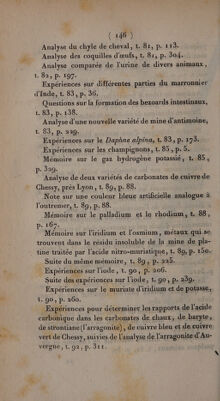 ( 146 )
Analyse du chyle de cheval, t. 81, p. 113.
Analyse des coquilles d'œufs, t. 81, p. 304.
Analyse comparée de l'urine de divers animaux,
t. 82, p. 197.
Expériences sur différentes parties du marronnier
d'Inde, t. 83, p. 36.
Questions sur la formation des bezoards intestinaux,
t. 83, p. 138.
Analyse d'une nouvelle variété de mine d'antimoine,
t. 83, p. 229.
Expériences sur le Daphne alpina, t. 83, p. 173.
Expériences sur les champignons, t. 85, p. 5.
Mémoire sur le gaz hydrogène potassié, t. 85,
p. 329.
Analyse de deux variétés de carbonates de cuivre de
Chessy, près Lyon, t. 89, p. 88.
Note sur une couleur bleue artificielle analogue à
l'outremer, t. 89, p. 88.
Mémoire sur le palladium et le rhodium, t. 88,
p. 167.
Mémoire sur l'iridium et l'osmium, métaux qui se
trouvent dans le résidu insoluble de la mine de pla-
tine traitée par l'acide nitro-muriatique, t. 89, p. 150.
Suite du même mémoire, t. 89, p. 225.
Expériences sur l'iode, t. 90, p. 206.
Suite des expériences sur l'iode, t. 90, p. 239.
Expériences sur le muriate d'iridium et de potasse,
t. 90, p. 260.
Expériences pour déterminer les rapports de l'acide
carbonique dans les carbonates de chaux, de baryte,
de strontiane (l'arragonite), de cuivre bleu et de cuivre
vert de Chessy, suivies de l'analyse de l'arragonite d'Au-
vergne, t. 92, p. 311.